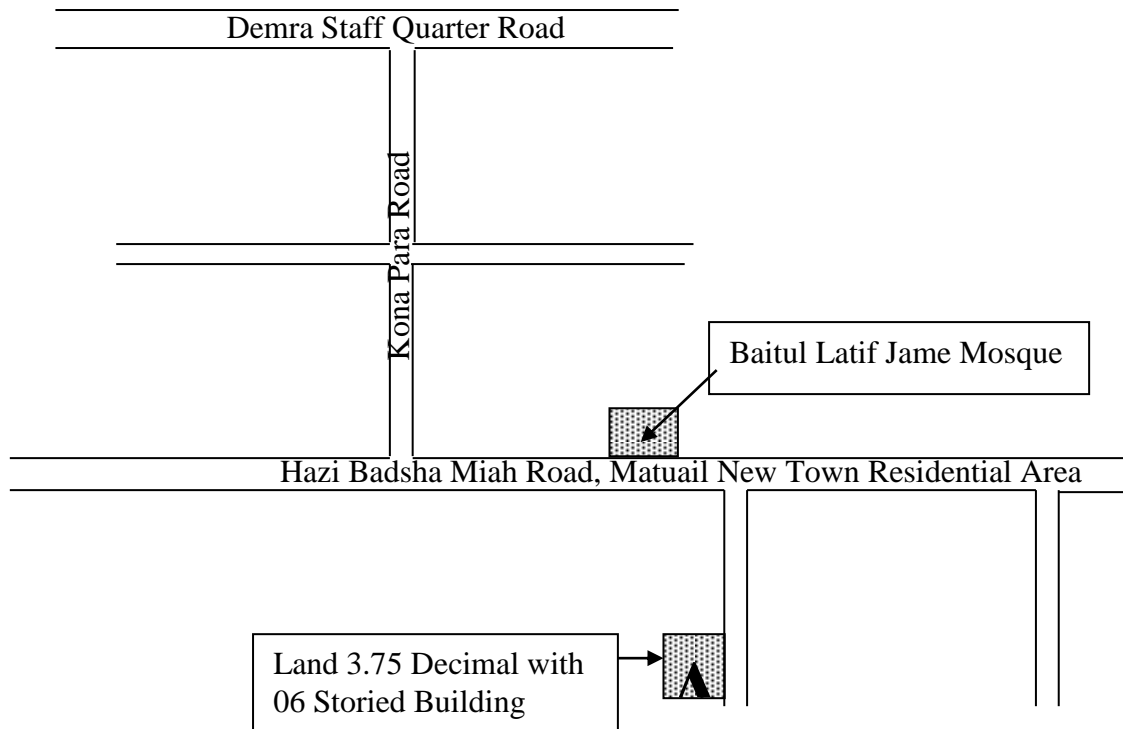 Demra Staff Quarter Road
Kona Para Road
Baitul Latif Jame Mosque
Hazi Badsha Miah Road, Matuail New Town Residential Area
Land 3.75 Decimal with
06 Storied Building